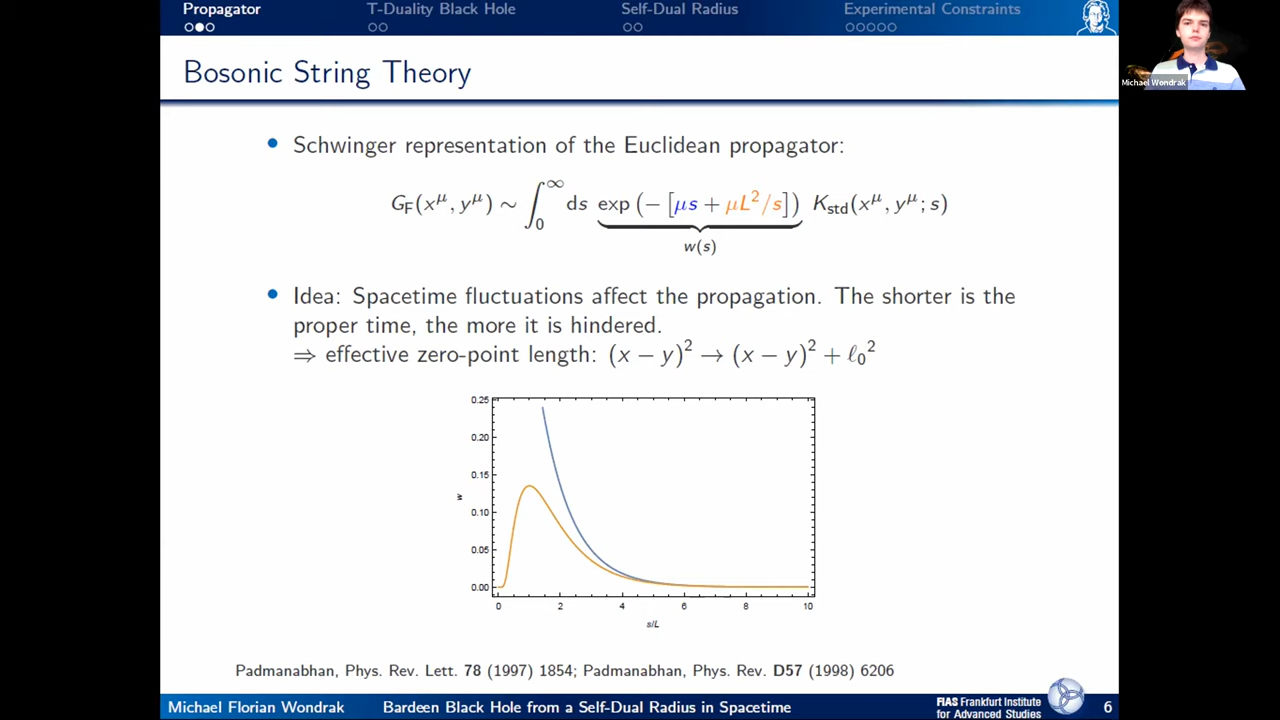 Propagator T-Duality Black Hole Self-Dual Radius Experimental Constraints
Michael Wondrak
Bosonic String Theory
Schwinger representation of the Euclidean propagator:
G_F(x^μ, y^μ) ∼ ∫_0^∞ ds exp (− [μs + μL²/s]) K_std(x^μ, y^μ; s)
w(s)
Idea: Spacetime fluctuations affect the propagation. The shorter is the
proper time, the more it is hindered.
⇒ effective zero-point length: (x − y)² → (x − y)² + ℓ₀²
0.25
0.20
0.15
w
0.10
0.05
0.00
0 2 4 6 8 10
s/L
Padmanabhan, Phys. Rev. Lett. 78 (1997) 1854; Padmanabhan, Phys. Rev. D57 (1998) 6206
Michael Florian Wondrak Bardeen Black Hole from a Self-Dual Radius in Spacetime FIAS Frankfurt Institute 6
for Advanced Studies